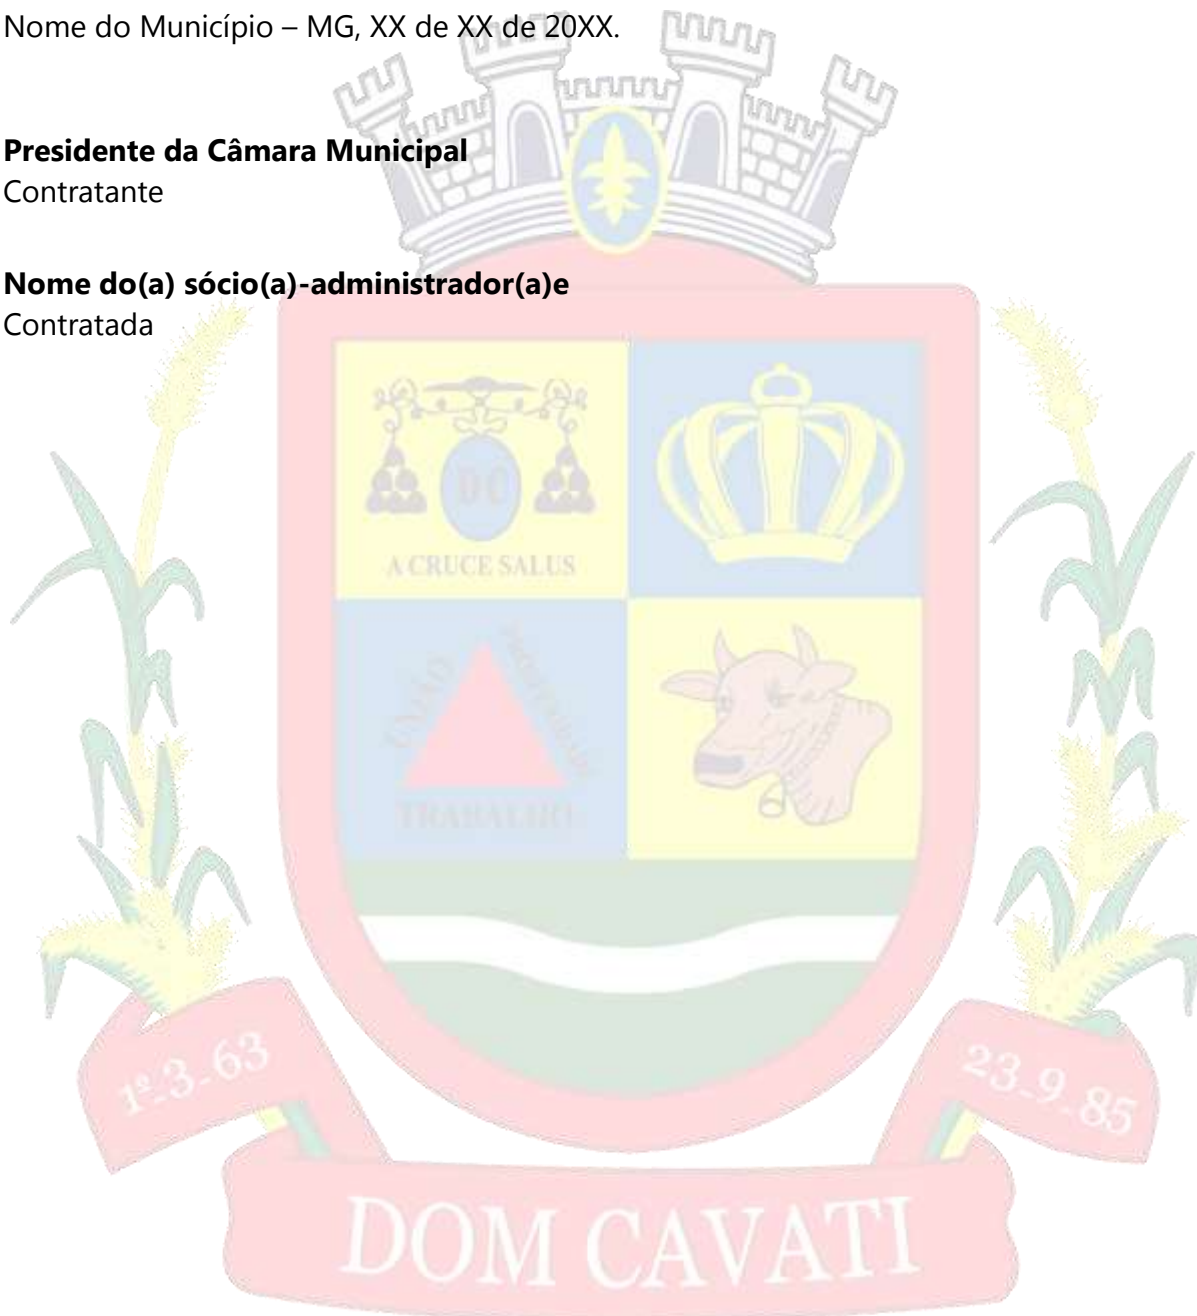 Nome do Município – MG, XX de XX de 20XX.
Presidente da Câmara Municipal
Contratante
Nome do(a) sócio(a)-administrador(a)e
Contratada
DC
A CRUCE SALUS
UNIÃO
TRABALHO
1º-3-63
23-9-85
DOM CAVATI